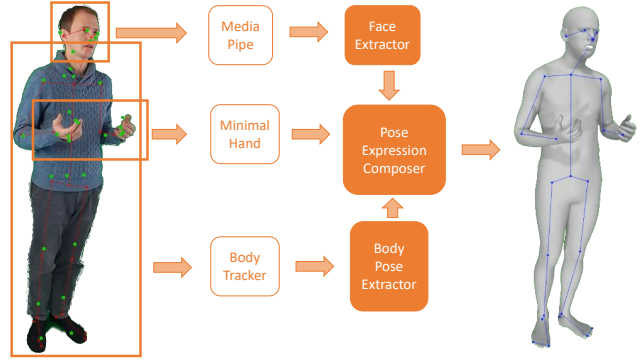 Media
Pipe
Face
Extractor
Minimal
Hand
Pose
Expression
Composer
Body
Tracker
Body
Pose
Extractor